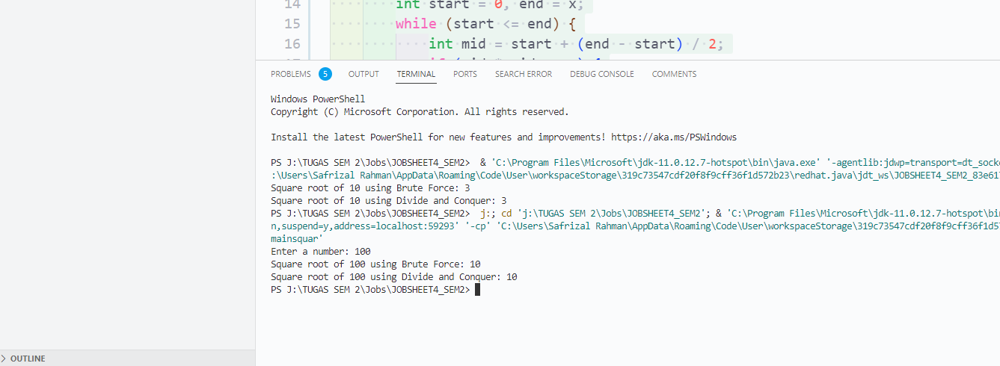 14 int start = 0, end = x;
15 while (start <= end) {
16 int mid = start + (end - start) / 2;
PROBLEMS 5 OUTPUT TERMINAL PORTS SEARCH ERROR DEBUG CONSOLE COMMENTS
Windows PowerShell
Copyright (C) Microsoft Corporation. All rights reserved.
Install the latest PowerShell for new features and improvements! https://aka.ms/PSWindows
PS J:\TUGAS SEM 2\Jobs\JOBSHEET4_SEM2>  & 'C:\Program Files\Microsoft\jdk-11.0.12.7-hotspot\bin\java.exe' '-agentlib:jdwp=transport=dt_socke
:\Users\Safrizal Rahman\AppData\Roaming\Code\User\workspaceStorage\319c73547cdf20f8f9cff36f1d572b23\redhat.java\jdt_ws\JOBSHEET4_SEM2_83e617
Square root of 10 using Brute Force: 3
Square root of 10 using Divide and Conquer: 3
PS J:\TUGAS SEM 2\Jobs\JOBSHEET4_SEM2>  j:; cd 'j:\TUGAS SEM 2\Jobs\JOBSHEET4_SEM2'; & 'C:\Program Files\Microsoft\jdk-11.0.12.7-hotspot\bin
n,suspend=y,address=localhost:59293' '-cp' 'C:\Users\Safrizal Rahman\AppData\Roaming\Code\User\workspaceStorage\319c73547cdf20f8f9cff36f1d57
mainsquar'
Enter a number: 100
Square root of 100 using Brute Force: 10
Square root of 100 using Divide and Conquer: 10
PS J:\TUGAS SEM 2\Jobs\JOBSHEET4_SEM2>
OUTLINE